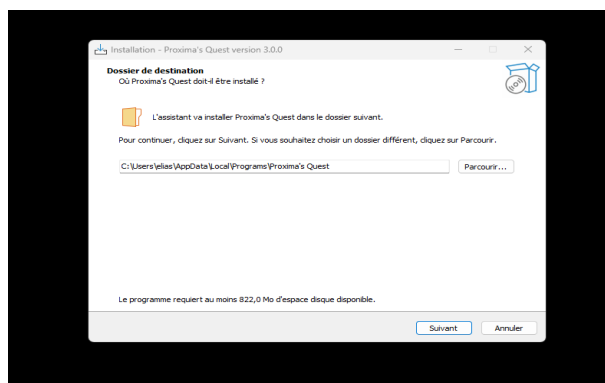 Installation - Proxima's Quest version 3.0.0
Dossier de destination
Où Proxima's Quest doit-il être installé ?
L'assistant va installer Proxima's Quest dans le dossier suivant.
Pour continuer, cliquez sur Suivant. Si vous souhaitez choisir un dossier différent, cliquez sur Parcourir.
C:\Users\elias\AppData\Local\Programs\Proxima's Quest
Parcourir...
Le programme requiert au moins 822,0 Mo d'espace disque disponible.
Suivant
Annuler